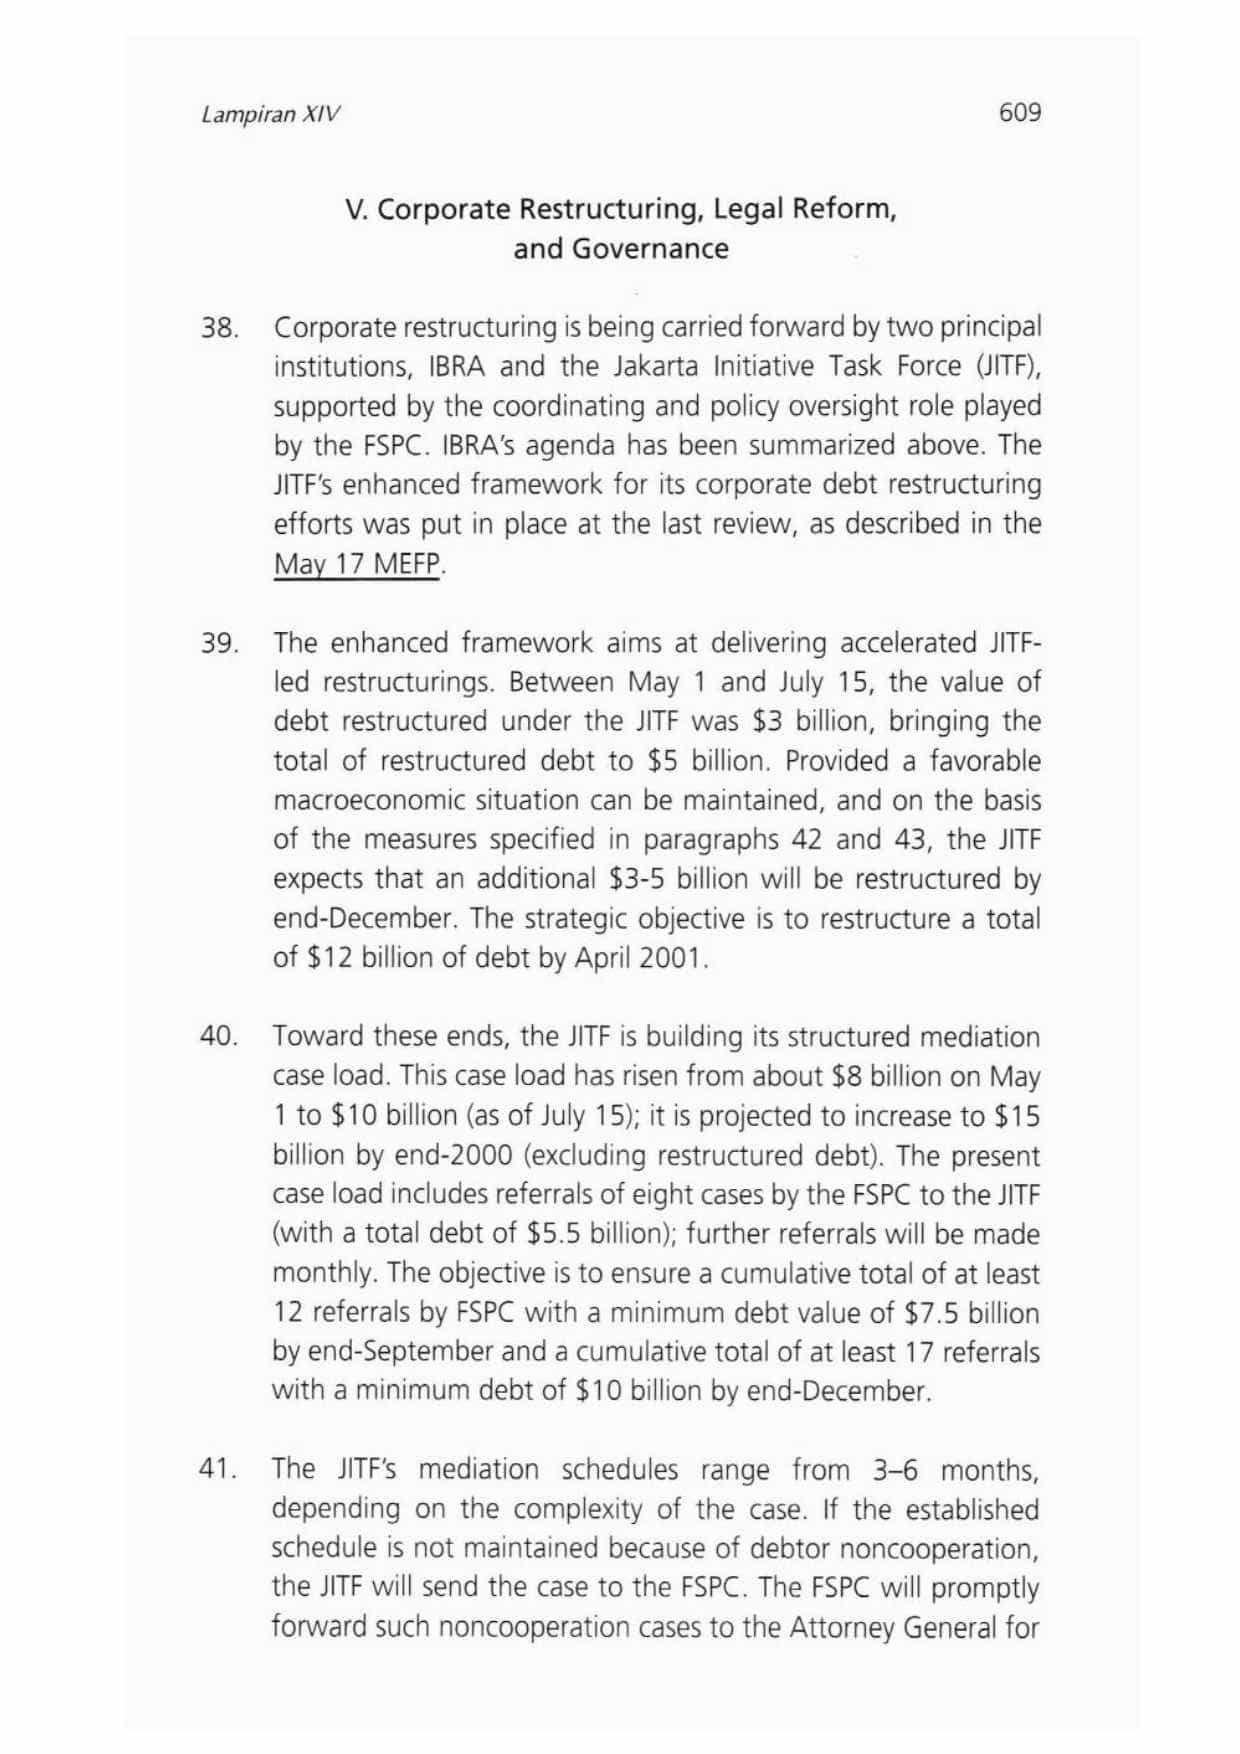 Lampiran XIV 609
V. Corporate Restructuring, Legal Reform,
and Governance
38. Corporate restructuring is being carried forward by two principal
institutions, IBRA and the Jakarta Initiative Task Force (JITF),
supported by the coordinating and policy oversight role played
by the FSPC. IBRA's agenda has been summarized above. The
JITF's enhanced framework for its corporate debt restructuring
efforts was put in place at the last review, as described in the
May 17 MEFP.
39. The enhanced framework aims at delivering accelerated JITF-
led restructurings. Between May 1 and July 15, the value of
debt restructured under the JITF was $3 billion, bringing the
total of restructured debt to $5 billion. Provided a favorable
macroeconomic situation can be maintained, and on the basis
of the measures specified in paragraphs 42 and 43, the JITF
expects that an additional $3-5 billion will be restructured by
end-December. The strategic objective is to restructure a total
of $12 billion of debt by April 2001.
40. Toward these ends, the JITF is building its structured mediation
case load. This case load has risen from about $8 billion on May
1 to $10 billion (as of July 15); it is projected to increase to $15
billion by end-2000 (excluding restructured debt). The present
case load includes referrals of eight cases by the FSPC to the JITF
(with a total debt of $5.5 billion); further referrals will be made
monthly. The objective is to ensure a cumulative total of at least
12 referrals by FSPC with a minimum debt value of $7.5 billion
by end-September and a cumulative total of at least 17 referrals
with a minimum debt of $10 billion by end-December.
41. The JITF's mediation schedules range from 3–6 months,
depending on the complexity of the case. If the established
schedule is not maintained because of debtor noncooperation,
the JITF will send the case to the FSPC. The FSPC will promptly
forward such noncooperation cases to the Attorney General for